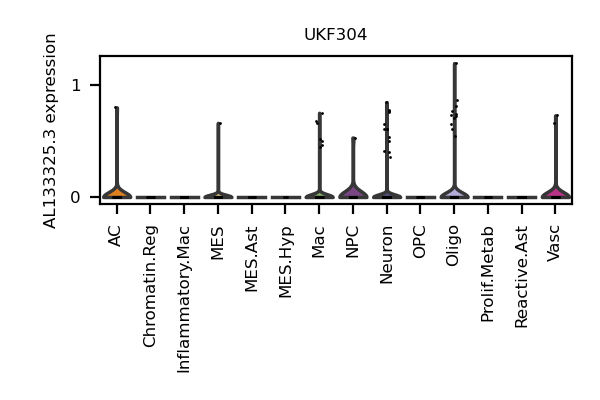 UKF304
AL133325.3 expression
1
0
AC
Chromatin.Reg
Inflammatory.Mac
MES
MES.Ast
MES.Hyp
Mac
NPC
Neuron
OPC
Oligo
Prolif.Metab
Reactive.Ast
Vasc